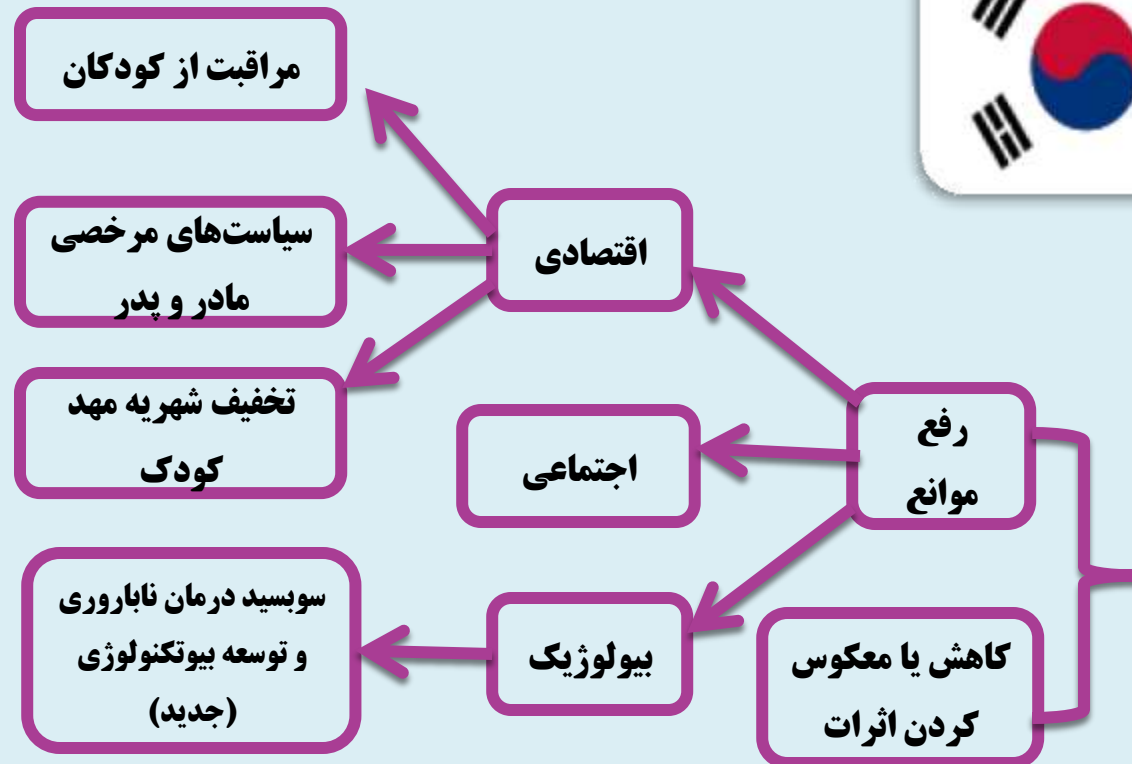 رفع
موانع
کاهش یا معکوس
کردن اثرات
اقتصادی
اجتماعی
بیولوژیک
مراقبت از کودکان
سیاست‌های مرخصی
مادر و پدر
تخفیف شهریه مهد
کودک
سوبسید درمان ناباروری
و توسعه بیوتکنولوژی
(جدید)